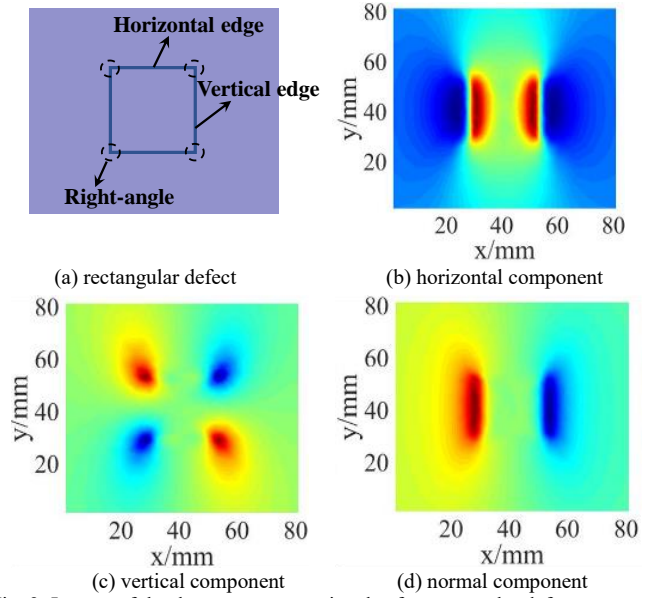 Horizontal edge
Vertical edge
Right-angle
(a) rectangular defect
80
60
40
20
y/mm
20 40 60 80
x/mm
(b) horizontal component
80
60
40
20
y/mm
20 40 60 80
x/mm
(c) vertical component
80
60
40
20
y/mm
20 40 60 80
x/mm
(d) normal component